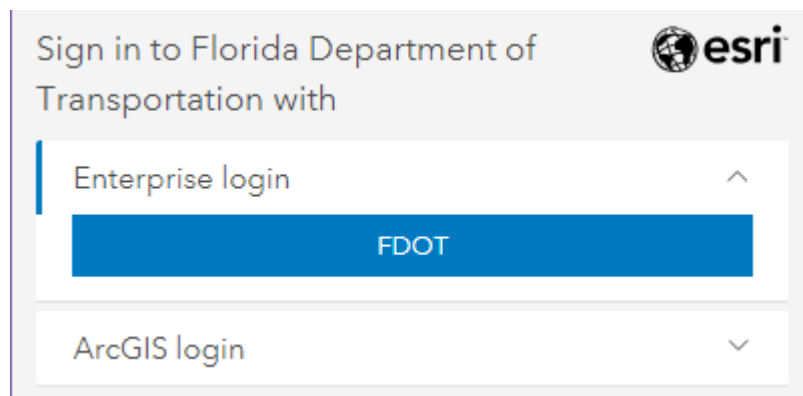 Sign in to Florida Department of
esri
Transportation with
Enterprise login
FDOT
ArcGIS login